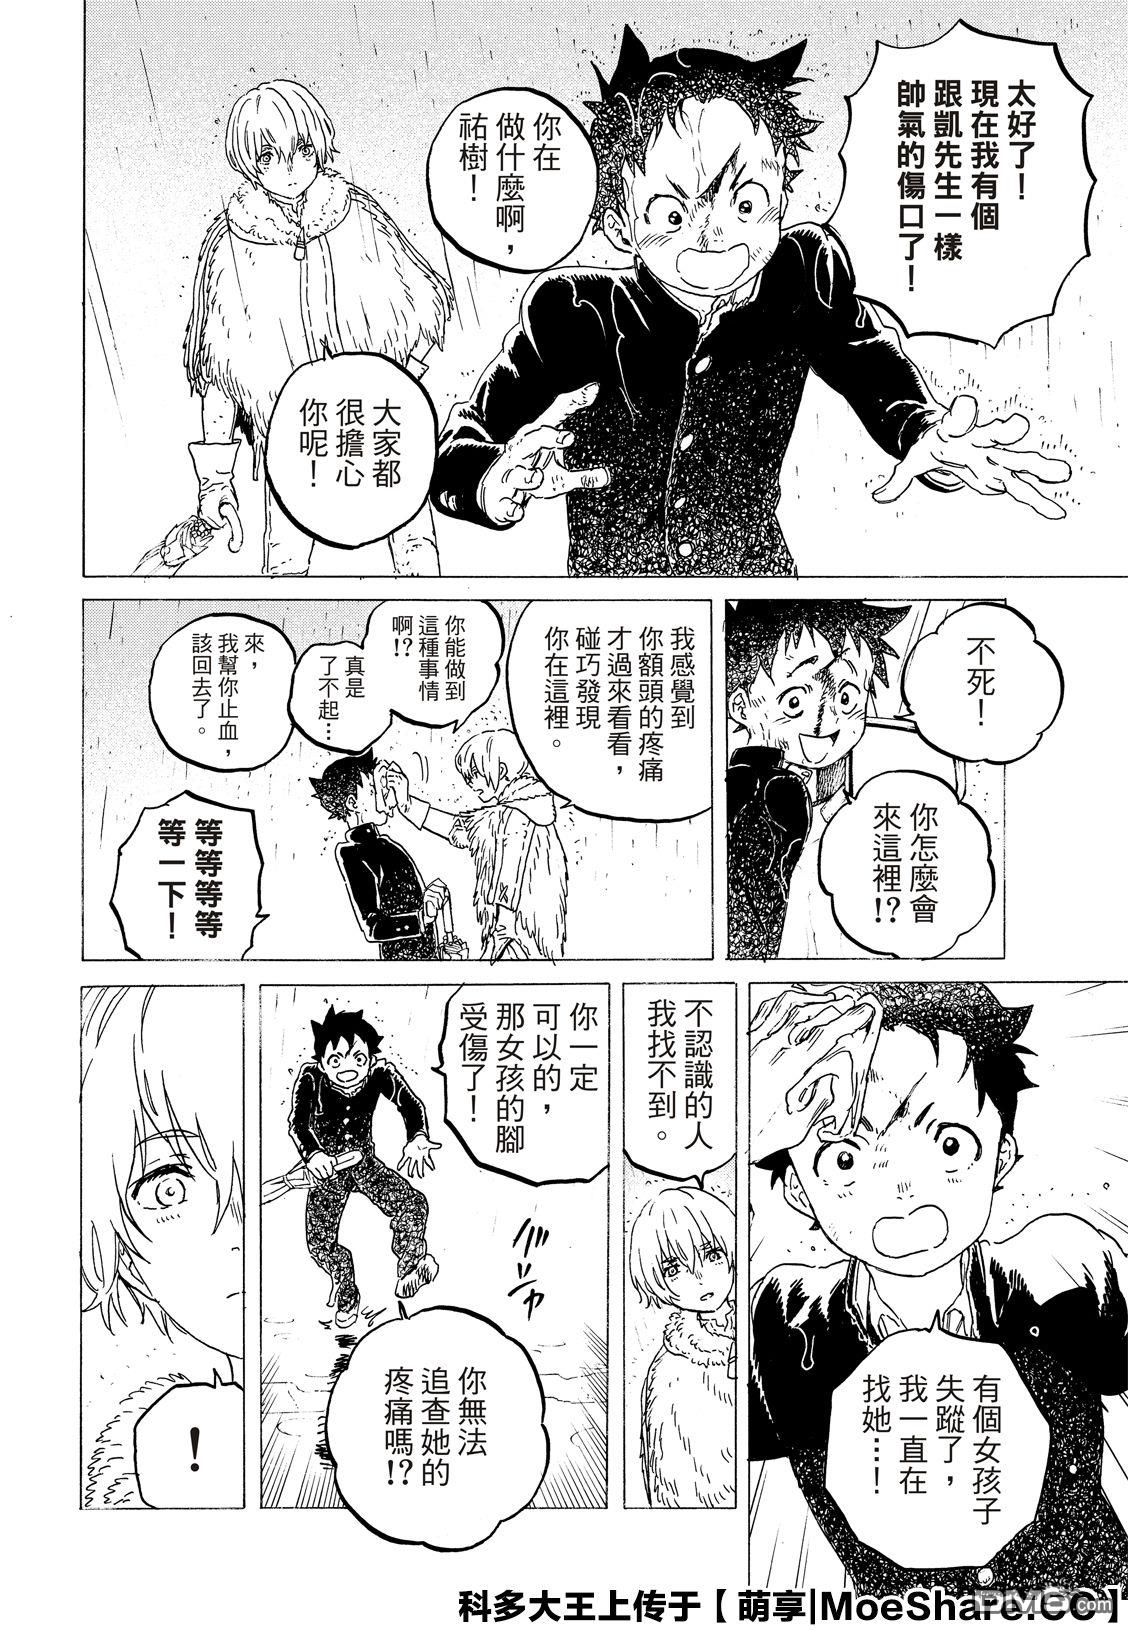 太好了！
現在我有個
跟凱先生一樣
帥氣的傷口了！
你在
做什麼啊，
祐樹！
大家都
很擔心
你呢！
不死！
你怎麼會
來這裡!?
我感覺到
你額頭的疼痛
才過來看看，
碰巧發現
你在這裡。
你能做到
這種事情
啊!?
真是
了不起…
來，
我幫你止血，
該回去了。
等等等等
等一下！
有個女孩子
失蹤了，
我一直在
找她…！
不認識的人
我找不到。
你一定
可以的，
那女孩的腳
受傷了！
你無法
追查她的
疼痛嗎!?
！
科多大王上传于【萌享|MoeShare.CC】